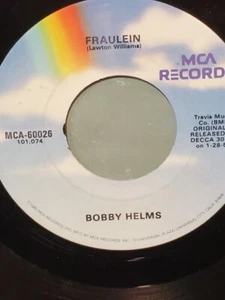 FRAULEIN
(Lawton Williams)
MCA
RECORD
MCA-60026
101,074
Travis Mu
Co. (BM
ORIGINAL
RELEASED
DECCA 30
on 1-28-
BOBBY HELMS